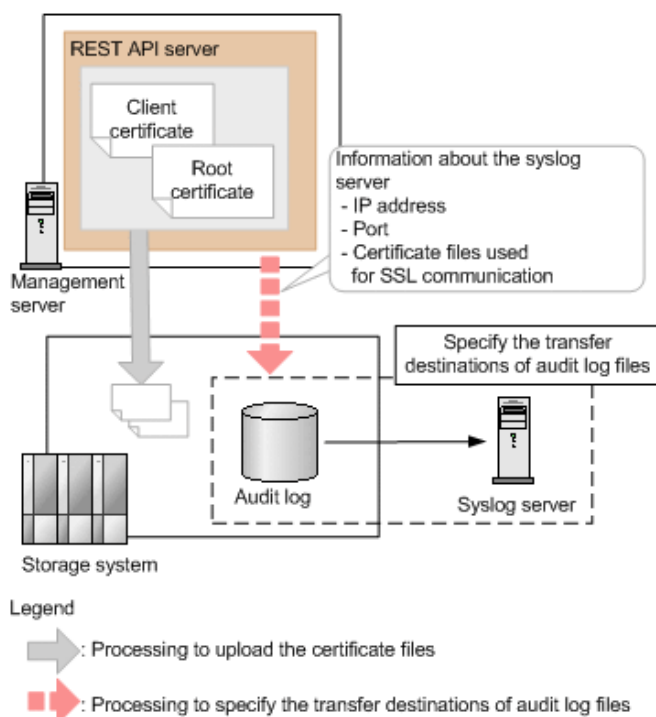 REST API server
Client
certificate
Root
certificate
Information about the syslog
server
- IP address
- Port
- Certificate files used
for SSL communication
Management
server
Specify the transfer
destinations of audit log files
Audit log
Syslog server
Storage system
Legend
: Processing to upload the certificate files
: Processing to specify the transfer destinations of audit log files